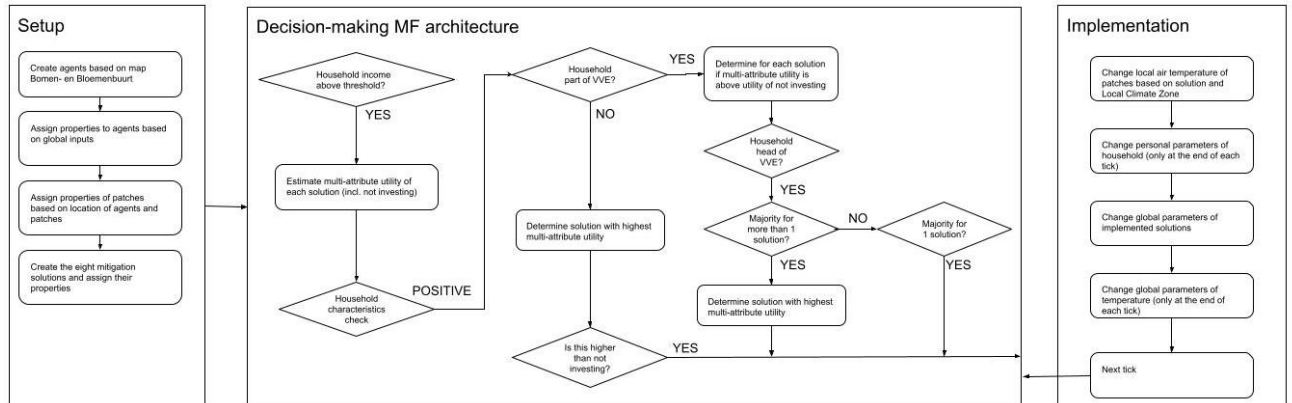 Setup
Create agents based on map
Bomen- en Bloemenbuurt
Assign properties to agents based
on global inputs
Assign properties of patches
based on location of agents and
patches
Create the eight mitigation
solutions and assign their
properties
Decision-making MF architecture
Household income
above threshold?
YES
Estimate multi-attribute utility of
each solution (incl. not investing)
Household
characteristics
check
POSITIVE
Household
part of VVE?
YES
NO
Determine solution with highest
multi-attribute utility
Is this higher
than not
investing?
YES
Determine for each solution
if multi-attribute utility is
above utility of not investing
Household
head of
VVE?
YES
Majority for
more than 1
solution?
NO
Majority for
1 solution?
YES
YES
Determine solution with highest
multi-attribute utility
Implementation
Change local air temperature of
patches based on solution and
Local Climate Zone
Change personal parameters of
household (only at the end of each
tick)
Change global parameters of
implemented solutions
Change global parameters of
temperature (only at the end of
each tick)
Next tick